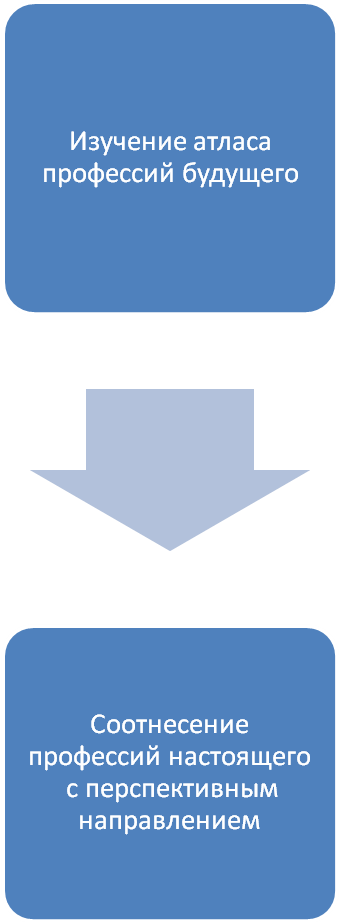 Изучение атласа
профессий будущего
Соотнесение
профессий настоящего
с перспективным
направлением